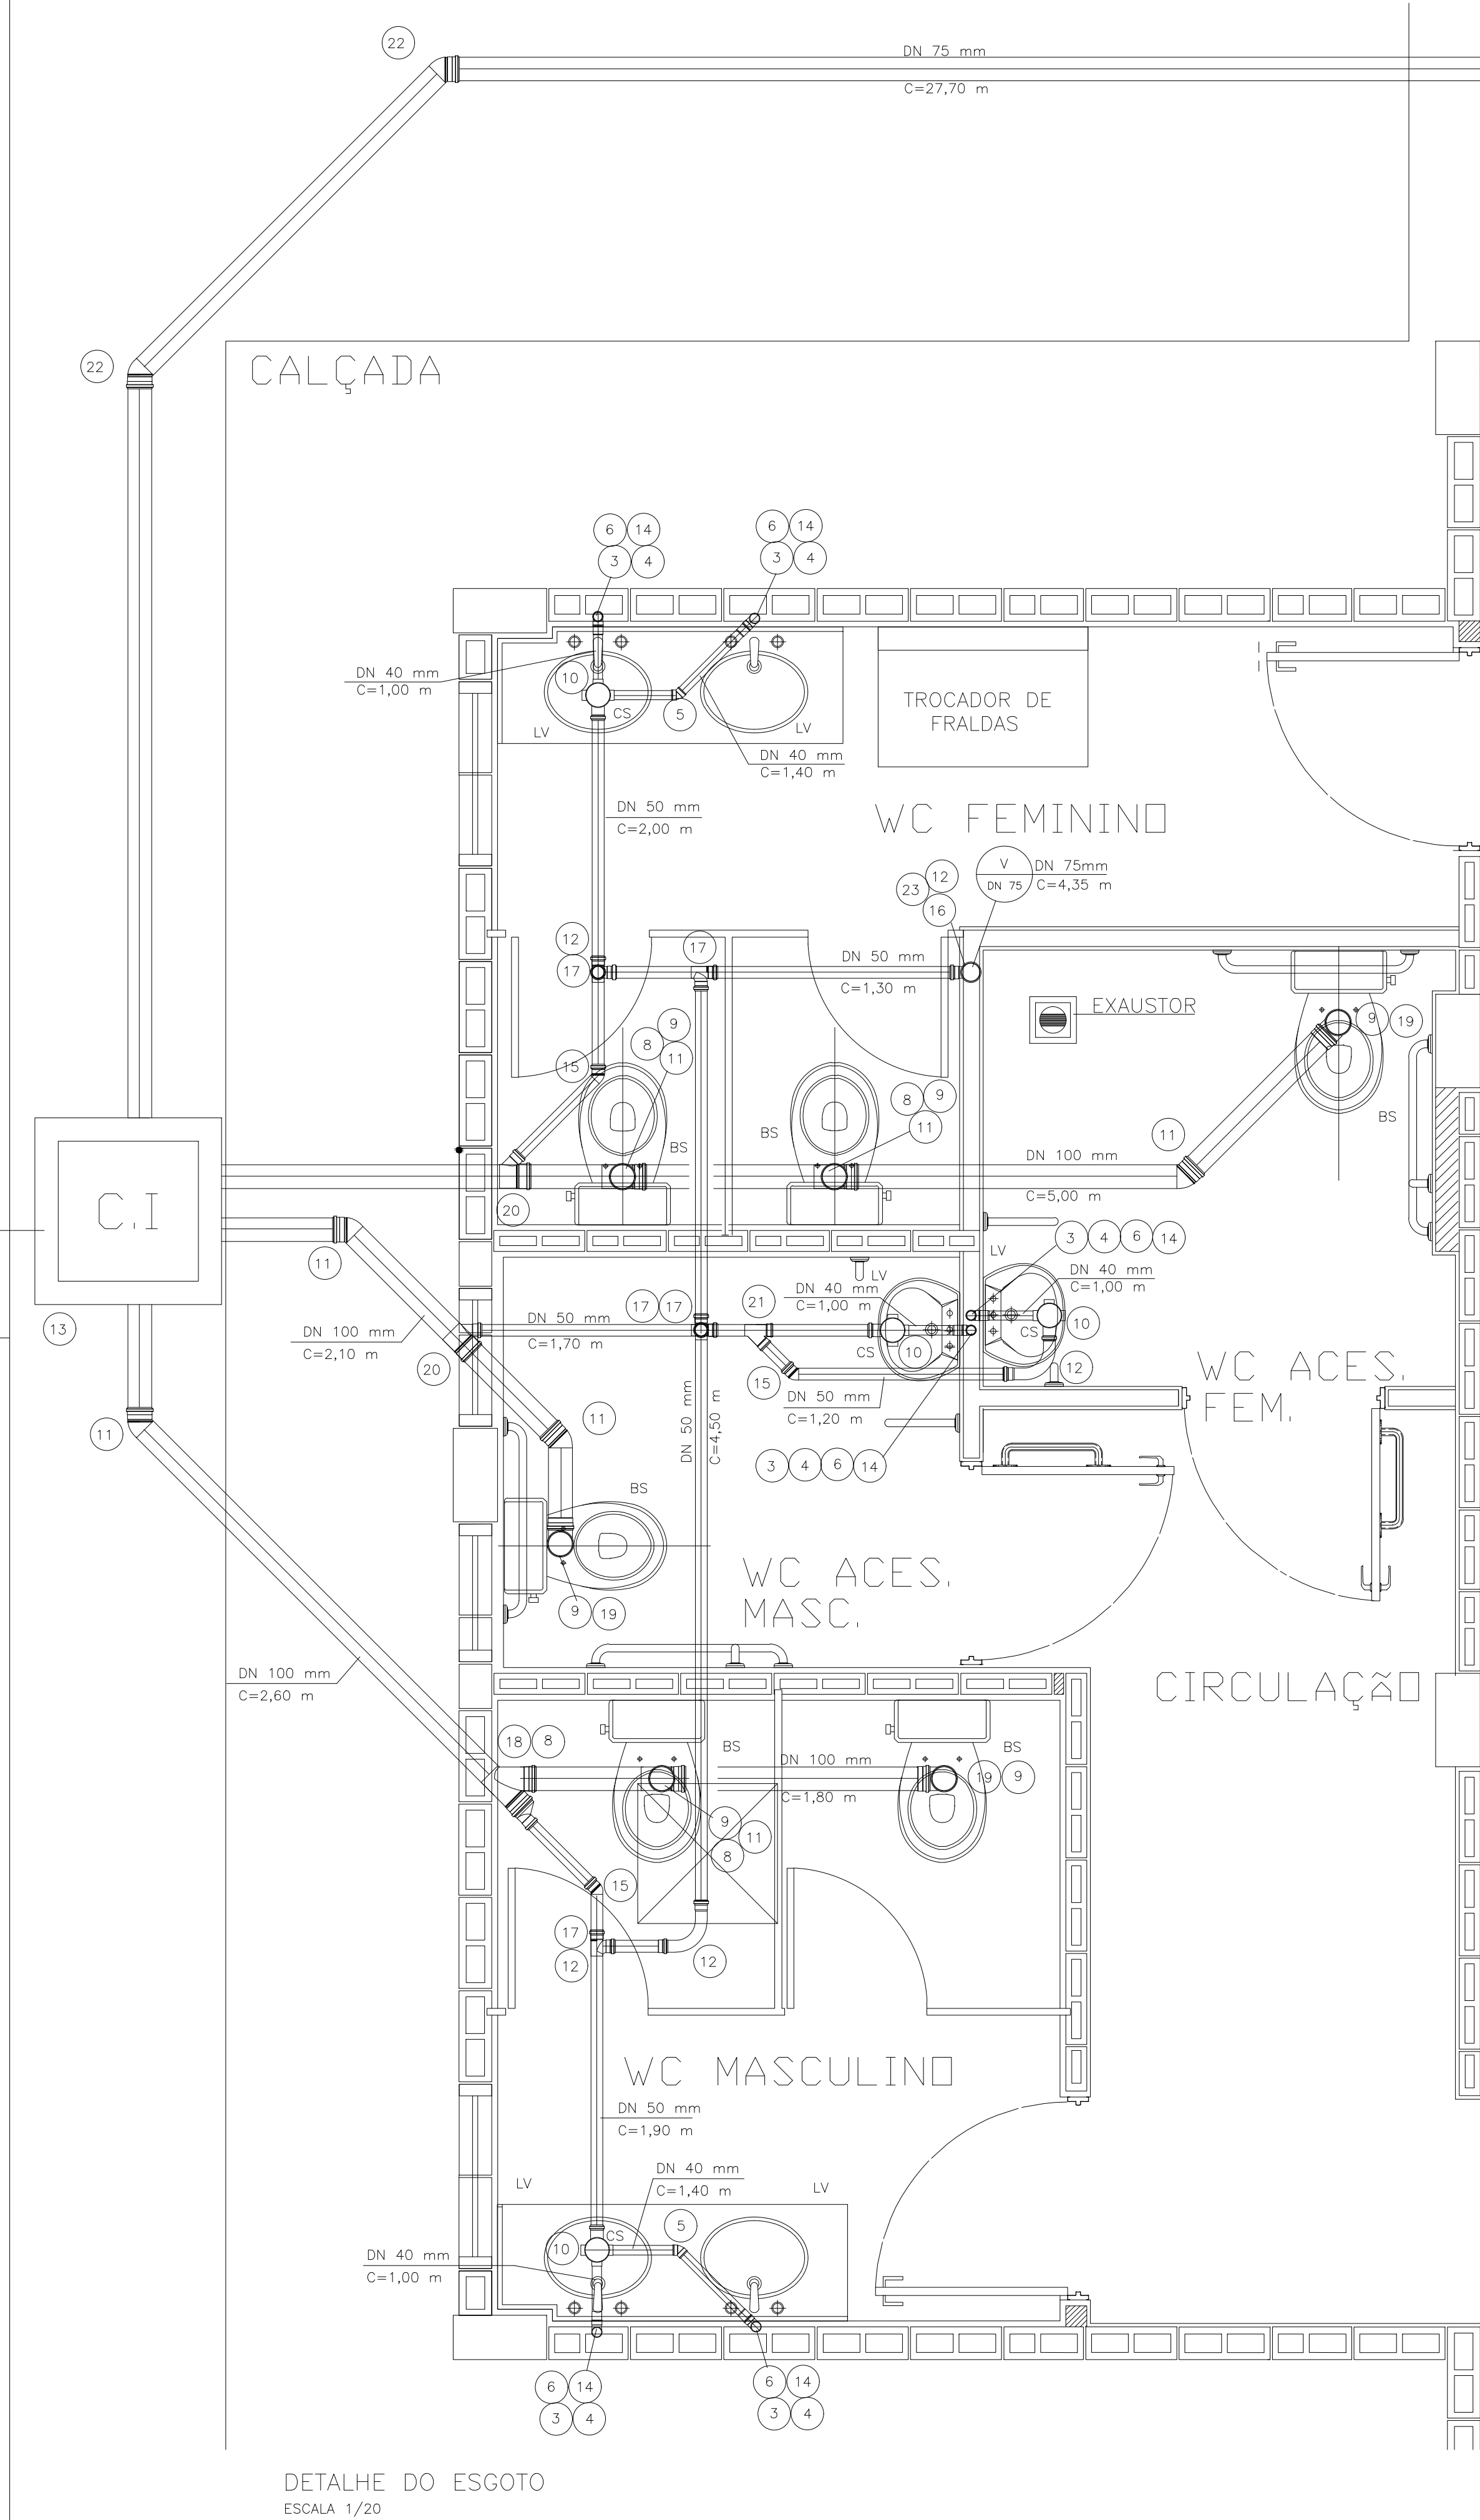 22
DN 75 mm
C=27,70 m
22
CALÇADA
6 14
3 4
6 14
3 4
DN 40 mm
C=1,00 m
10
CS
5
LV
LV
TROCADOR DE
FRALDAS
DN 40 mm
C=1,40 m
DN 50 mm
C=2,00 m
WC FEMININO
V
DN 75
DN 75mm
C=4,35 m
12
23
16
12
17
17
DN 50 mm
C=1,30 m
EXAUSTOR
9 19
9
8
11
15
BS
9
8
11
BS
BS
11
DN 100 mm
C=5,00 m
C.I
20
13
11
DN 100 mm
C=2,10 m
20
DN 50 mm
C=1,70 m
17 17
21
LV
DN 40 mm
C=1,00 m
LV
3 4 6 14
DN 40 mm
C=1,00 m
10
CS
CS
10
12
15
DN 50 mm
C=1,20 m
WC ACES.
FEM.
11
11
DN 50 mm
C=4,50 m
3 4 6 14
BS
WC ACES.
MASC.
9 19
DN 100 mm
C=2,60 m
CIRCULAÇÃO
18 8
BS
DN 100 mm
C=1,80 m
BS
19 9
9
11
8
15
17
12
12
WC MASCULINO
DN 50 mm
C=1,90 m
LV
DN 40 mm
C=1,40 m
LV
5
CS
10
DN 40 mm
C=1,00 m
6 14
3 4
6 14
3 4
DETALHE DO ESGOTO
ESCALA 1/20